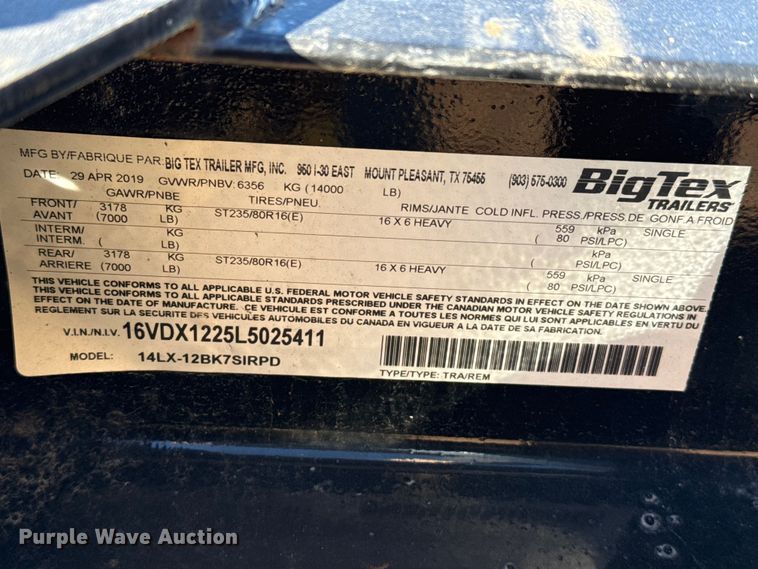 MFG BY/FABRIQUE PAR: BIG TEX TRAILER MFG, INC. 950 I-30 EAST MOUNT PLEASANT, TX 75455 (903) 575-0300
BigTex
TRAILERS
DATE: 29 APR 2019 GVWR/PNBV: 6356 KG (14000 LB)
GAWR/PNBE TIRES/PNEU. RIMS/JANTE COLD INFL. PRESS./PRESS.DE GONF.A FROID
FRONT/ 3178 KG ST235/80R16(E) 16 X 6 HEAVY 559 kPa SINGLE
AVANT (7000 LB) ( 80 PSI/LPC)
INTERM/ KG kPa
INTERM. ( LB) ( PSI/LPC)
REAR/ 3178 KG ST235/80R16(E) 16 X 6 HEAVY 559 kPa SINGLE
ARRIERE (7000 LB) ( 80 PSI/LPC)
THIS VEHICLE CONFORMS TO ALL APPLICABLE U.S. FEDERAL MOTOR VEHICLE SAFETY STANDARDS IN EFFECT ON THE DATE SHOWN ABOVE. THIS VEHICLE CONFORMS TO ALL APPLICABLE STANDARDS PRESCRIBED UNDER THE CANADIAN MOTOR VEHICLE SAFETY REGULATIONS IN
EFFECT ON THE DATE OF MANUFACTURE. CE VEHICULE EST CONFORME A TOUTES LES NORMES QUI LUI SONT APPLICABLES EN VERTU DU
REGLEMENT SUR LA SECURITE DES VEHICULES AUTOMOBILES DU CANADA EN VIGUEUR A LA DATE DE SA FABRICATION
V.I.N./N.I.V. 16VDX1225L5025411
MODEL: 14LX-12BK7SIRPD
TYPE/TYPE: TRA/REM
Purple Wave Auction